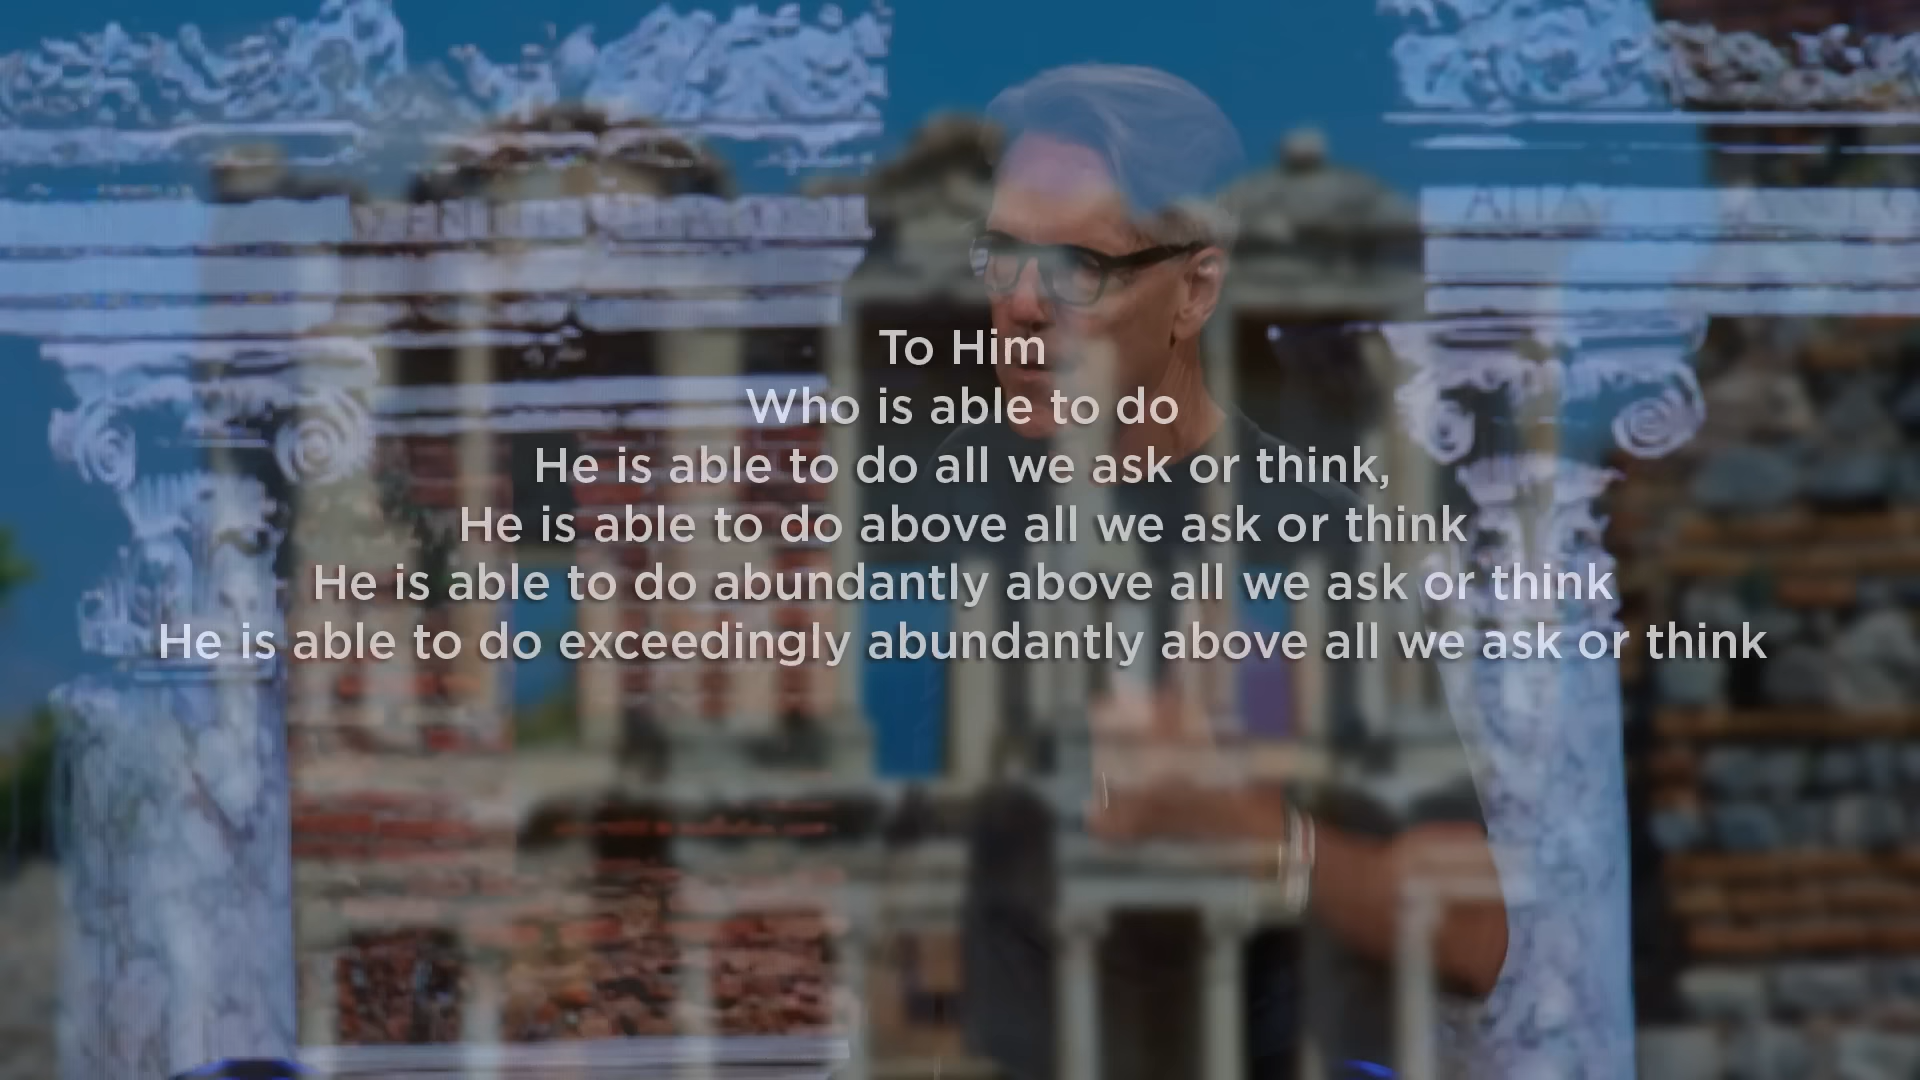 To Him
Who is able to do
He is able to do all we ask or think,
He is able to do above all we ask or think
He is able to do abundantly above all we ask or think
He is able to do exceedingly abundantly above all we ask or think